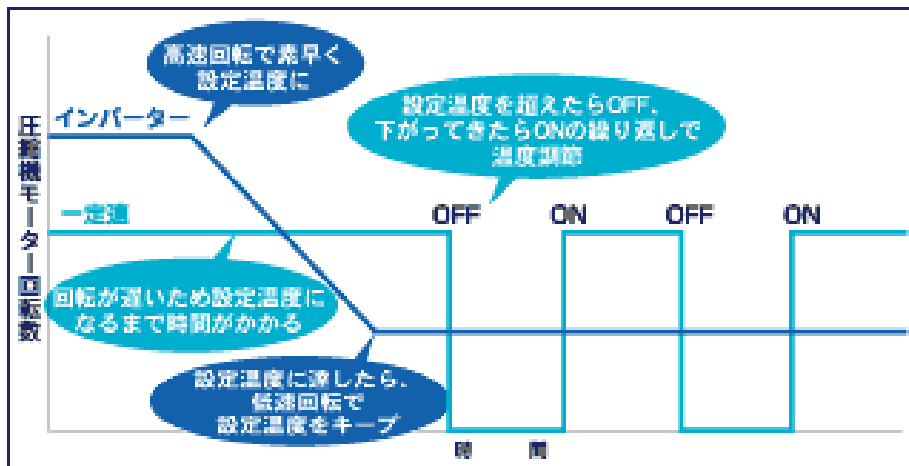 高速回転で素早く
設定温度に
インバーター
設定温度を超えたらOFF、
下がってきたらONの繰り返しで
温度調節
圧縮機モーター回転数
一定速
OFF
ON
OFF
ON
回転が遅いため設定温度に
なるまで時間がかかる
設定温度に達したら、
低速回転で
設定温度をキープ
時 間